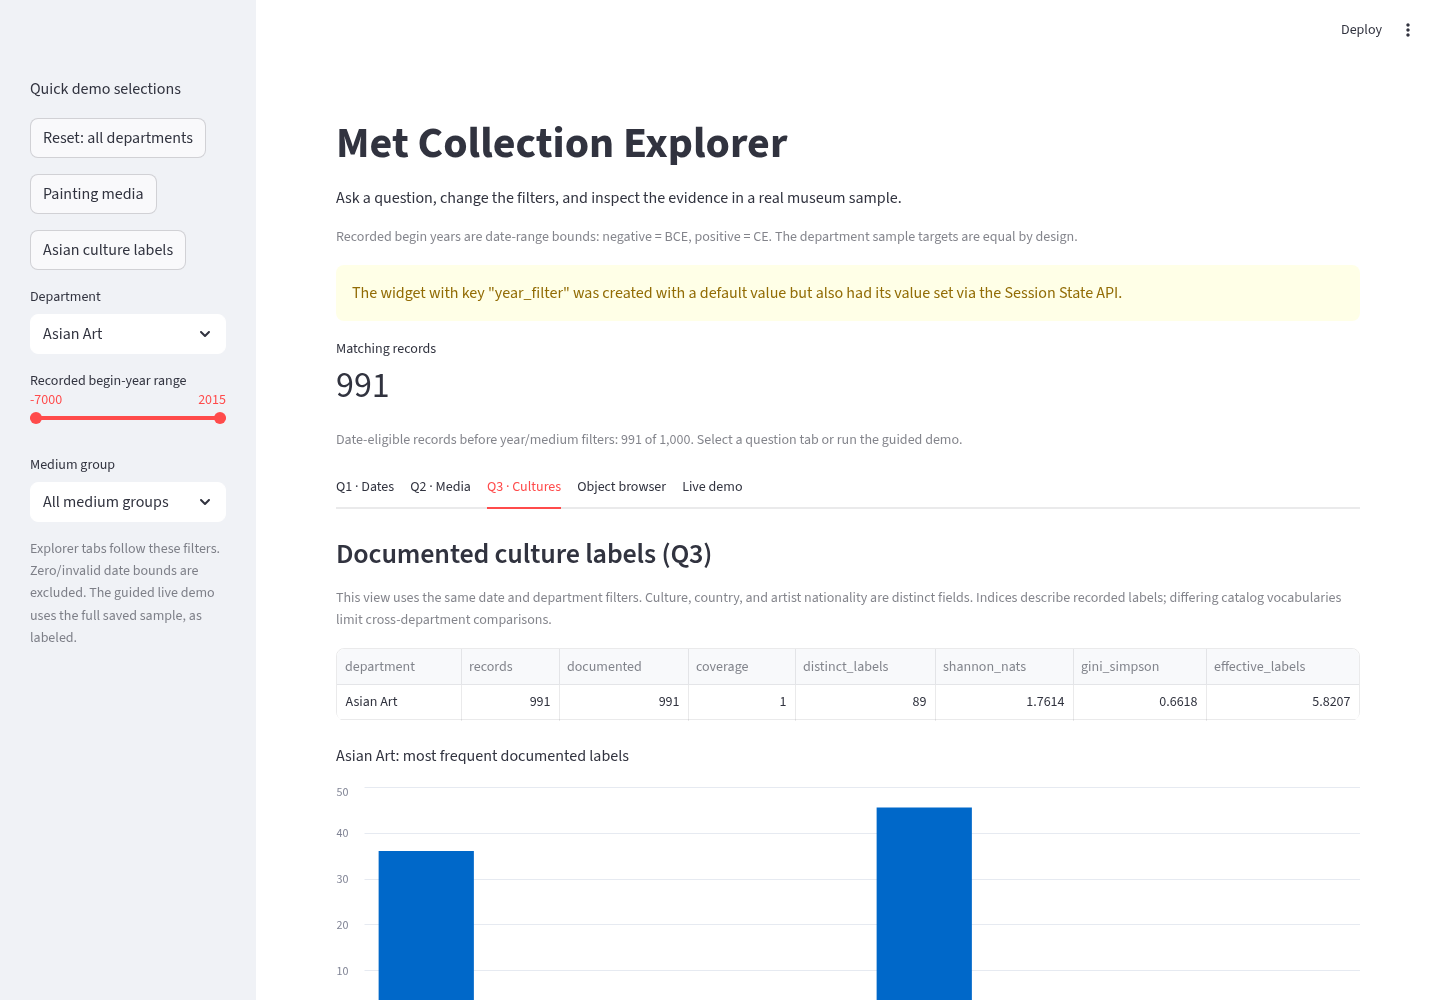 Deploy
Quick demo selections
Reset: all departments
Painting media
Asian culture labels
Department
Asian Art
Recorded begin-year range
-7000 2015
Medium group
All medium groups
Explorer tabs follow these filters.
Zero/invalid date bounds are
excluded. The guided live demo
uses the full saved sample, as
labeled.
Met Collection Explorer
Ask a question, change the filters, and inspect the evidence in a real museum sample.
Recorded begin years are date-range bounds: negative = BCE, positive = CE. The department sample targets are equal by design.
The widget with key "year_filter" was created with a default value but also had its value set via the Session State API.
Matching records
991
Date-eligible records before year/medium filters: 991 of 1,000. Select a question tab or run the guided demo.
Q1 · Dates Q2 · Media Q3 · Cultures Object browser Live demo
Documented culture labels (Q3)
This view uses the same date and department filters. Culture, country, and artist nationality are distinct fields. Indices describe recorded labels; differing catalog vocabularies
limit cross-department comparisons.
department records documented coverage distinct_labels shannon_nats gini_simpson effective_labels
Asian Art 991 991 1 89 1.7614 0.6618 5.8207
Asian Art: most frequent documented labels
50
40
30
20
10